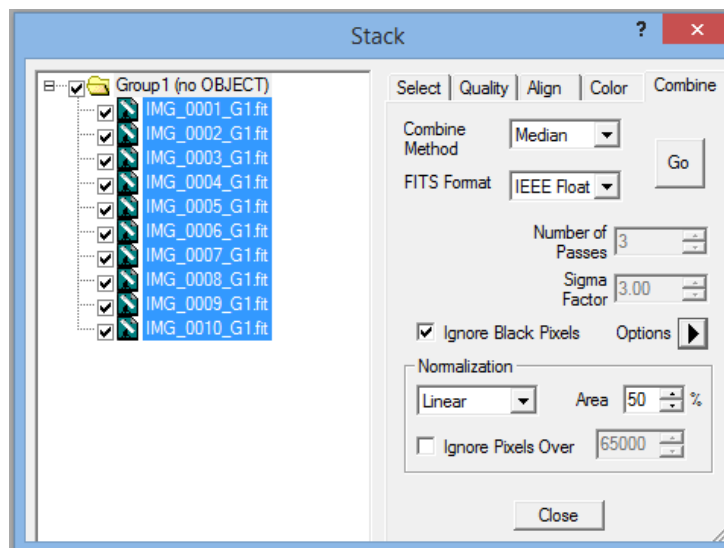 Stack
? ×
Group1 (no OBJECT)
IMG_0001_G1.fit
IMG_0002_G1.fit
IMG_0003_G1.fit
IMG_0004_G1.fit
IMG_0005_G1.fit
IMG_0006_G1.fit
IMG_0007_G1.fit
IMG_0008_G1.fit
IMG_0009_G1.fit
IMG_0010_G1.fit
Select Quality Align Color Combine
Combine Method Median
Go
FITS Format IEEE Float
Number of Passes 3
Sigma Factor 3.00
Ignore Black Pixels Options
Normalization
Linear Area 50 %
Ignore Pixels Over 65000
Close